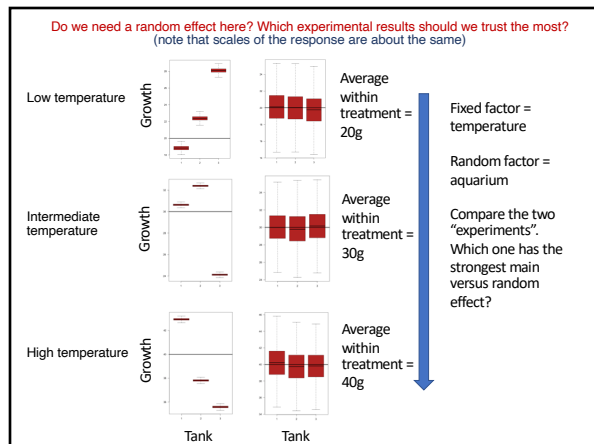 Do we need a random effect here? Which experimental results should we trust the most?
(note that scales of the response are about the same)
Low temperature
Growth
Average
within
treatment =
20g
Intermediate
temperature
Growth
Average
within
treatment =
30g
High temperature
Growth
Average
within
treatment =
40g
Tank
Tank
Fixed factor =
temperature
Random factor =
aquarium
Compare the two
“experiments”.
Which one has the
strongest main
versus random
effect?